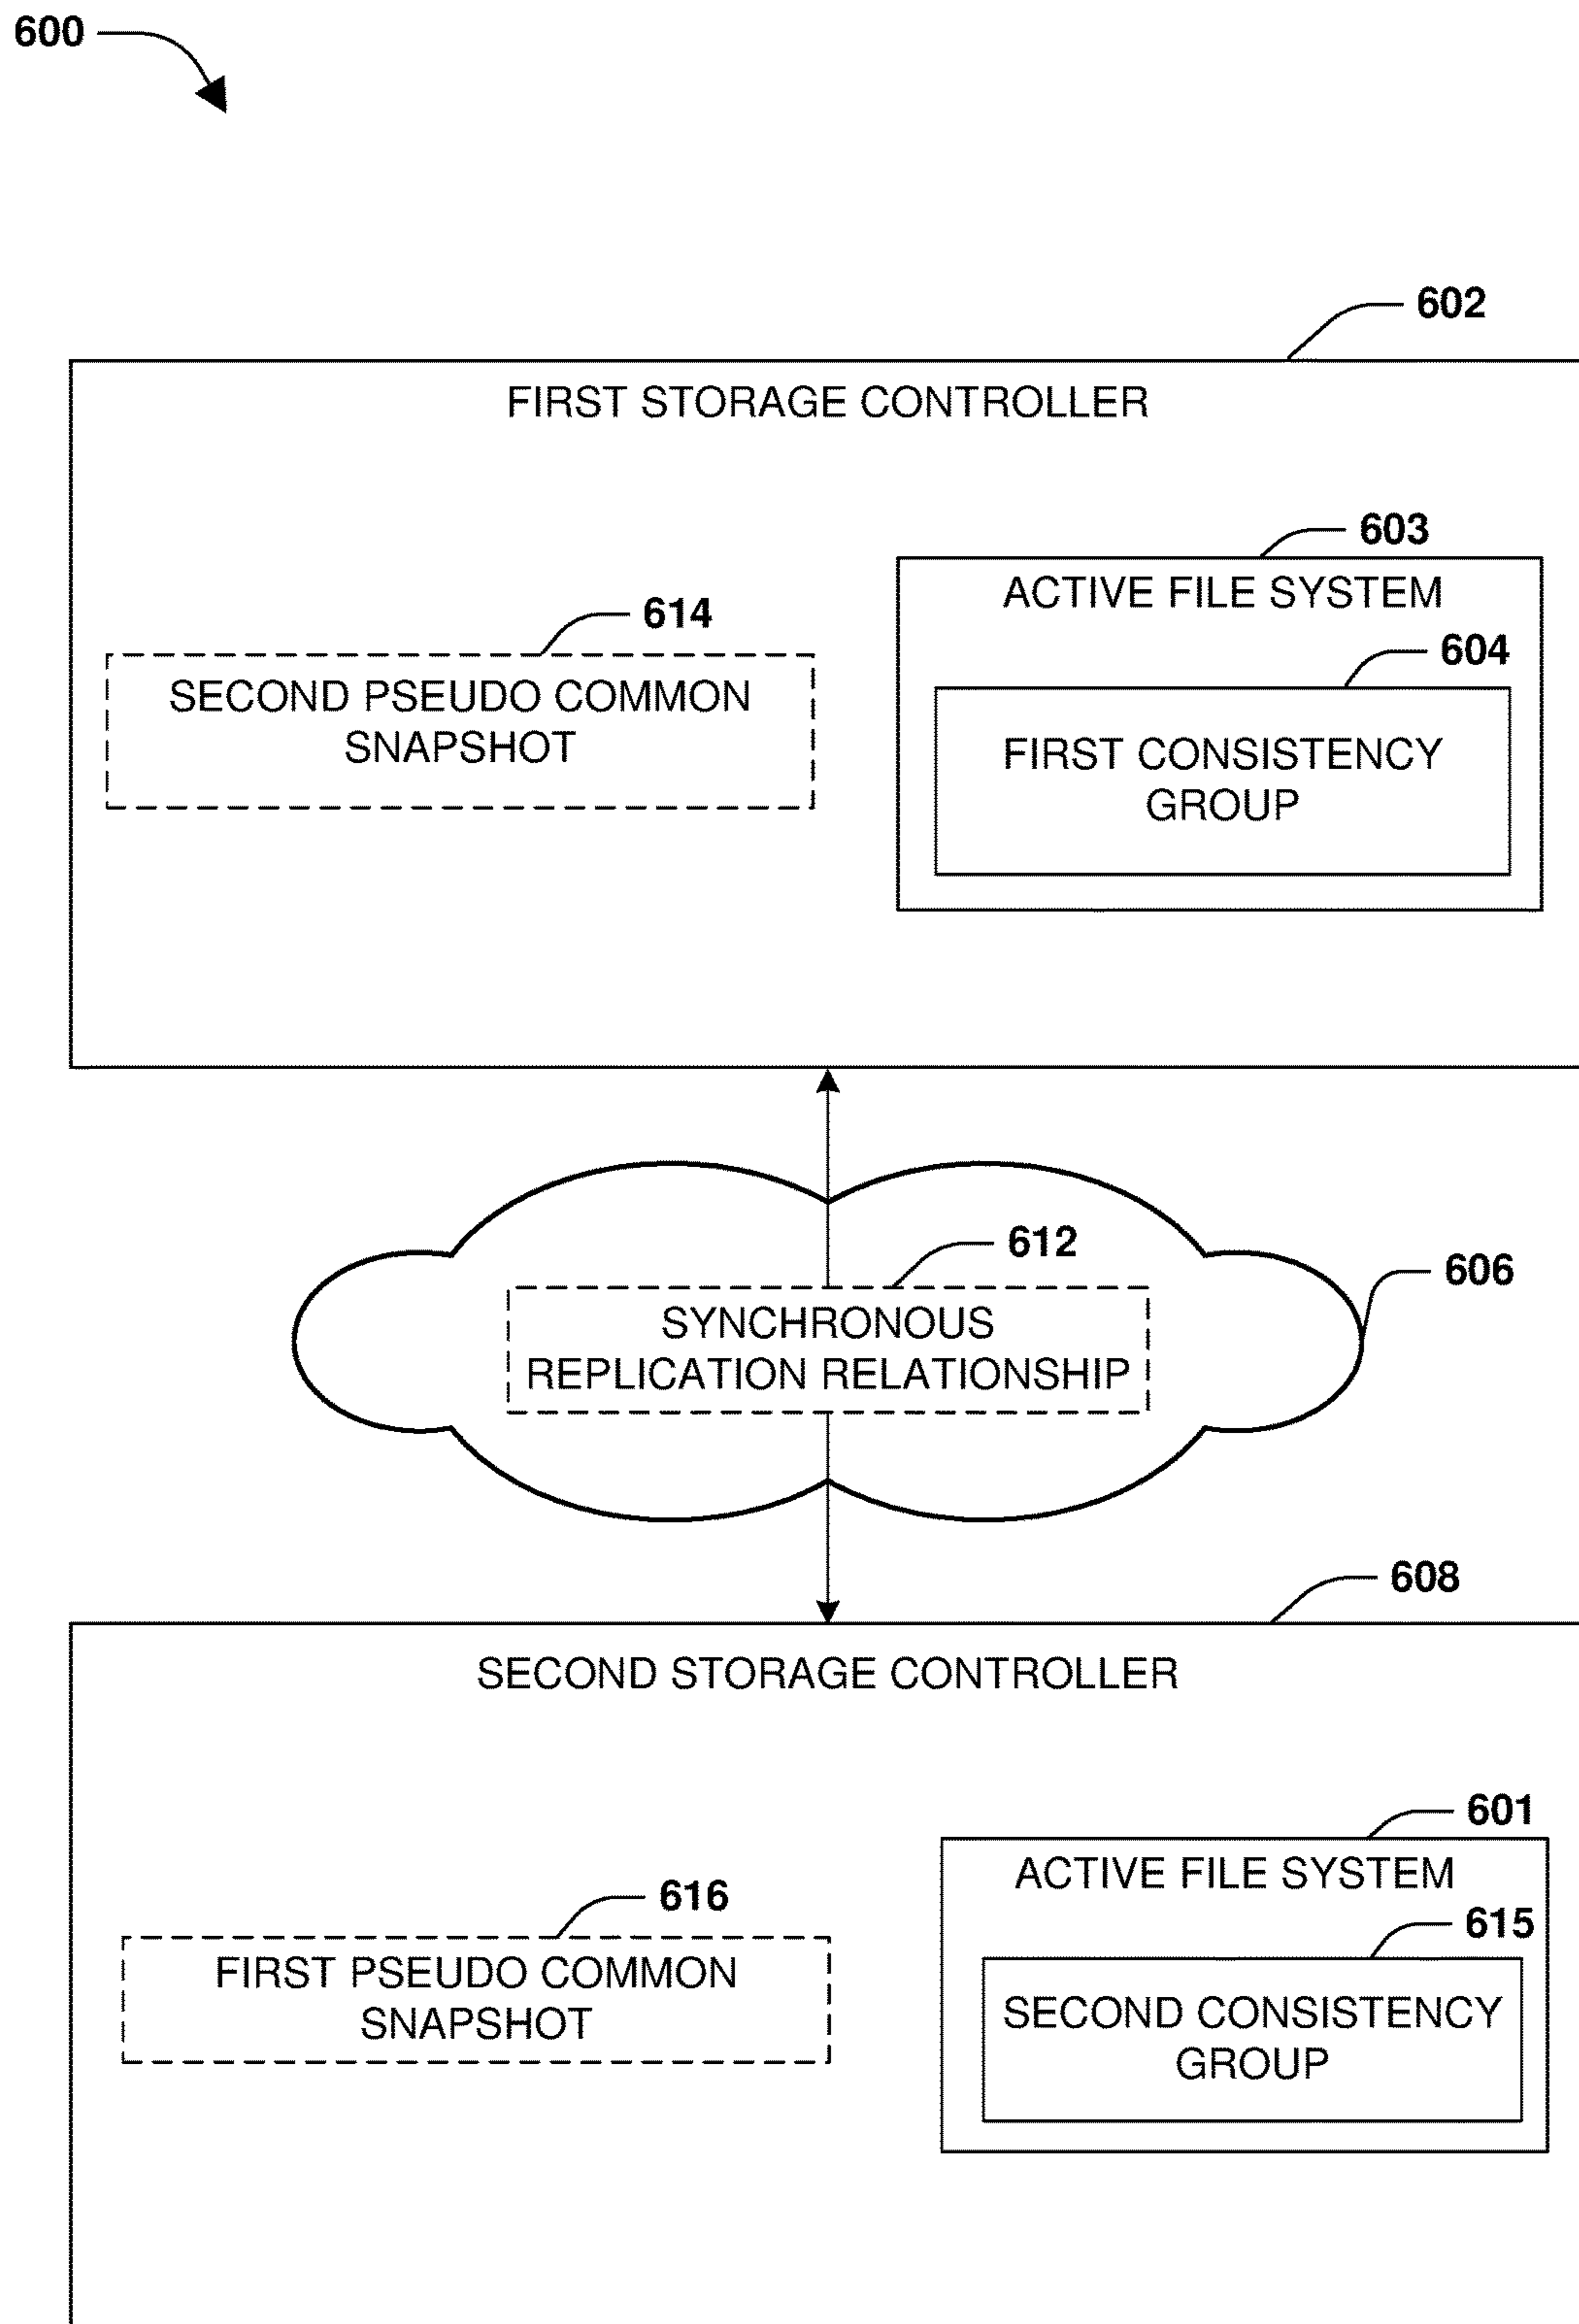 600
602
FIRST STORAGE CONTROLLER
603
ACTIVE FILE SYSTEM
614
604
SECOND PSEUDO COMMON
SNAPSHOT
FIRST CONSISTENCY
GROUP
612
606
SYNCHRONOUS
REPLICATION RELATIONSHIP
608
SECOND STORAGE CONTROLLER
601
ACTIVE FILE SYSTEM
616
615
FIRST PSEUDO COMMON
SNAPSHOT
SECOND CONSISTENCY
GROUP